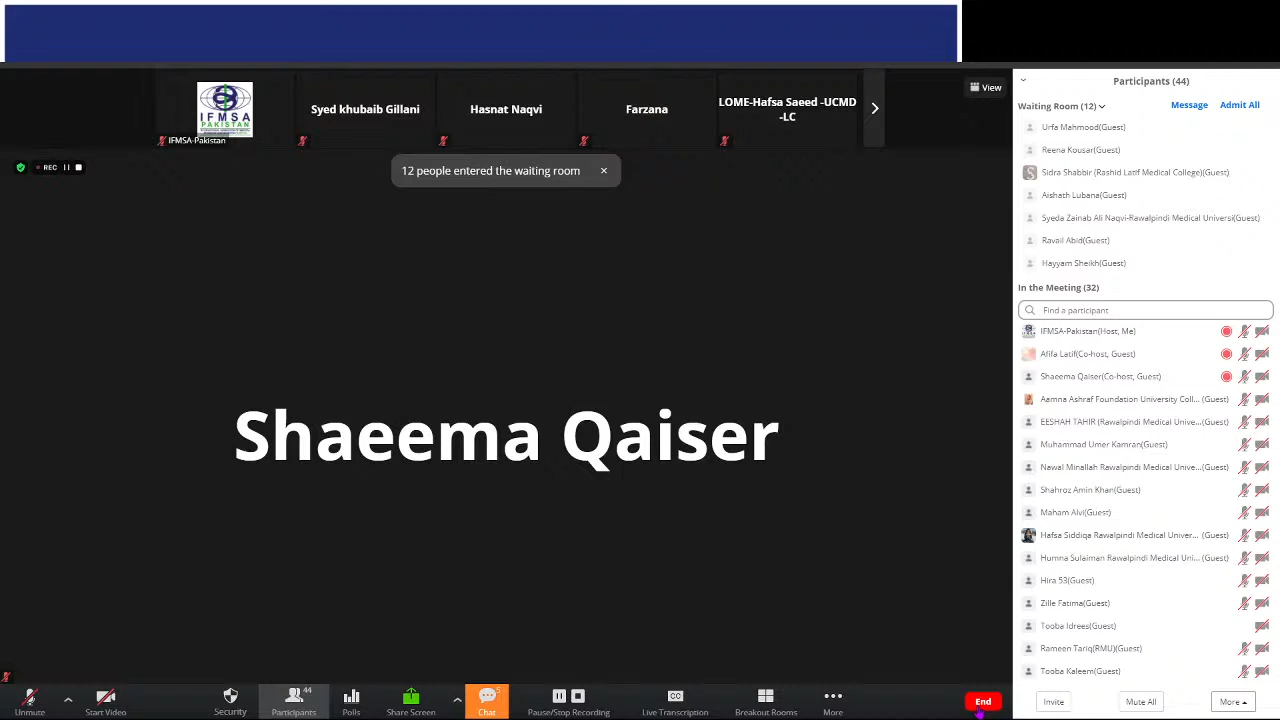 IFMSA
PAKISTAN
IFMSA-Pakistan
Syed khubaib Gillani
Hasnat Naqvi
Farzana
LOME-Hafsa Saeed -UCMD
-LC
View
REC
12 people entered the waiting room
Shaeema Qaiser
Participants (44)
Waiting Room (12)
Message
Admit All
Urfa Mahmood(Guest)
Reena Kousar(Guest)
Sidra Shabbir (Rashid Latif Medical College)(Guest)
Aishath Lubana(Guest)
Syeda Zainab Ali Naqvi-Rawalpindi Medical Universi(Guest)
Ravail Abid(Guest)
Hayyam Sheikh(Guest)
In the Meeting (32)
Find a participant
IFMSA-Pakistan(Host, Me)
Afifa Latif(Co-host, Guest)
Shaeema Qaiser(Co-host, Guest)
Aamna Ashraf Foundation University Coll... (Guest)
EESHAH TAHIR (Rawalpindi Medical Unive... (Guest)
Muhammad Umer Kamran(Guest)
Nawal Minallah Rawalpindi Medical Unive... (Guest)
Shahroz Amin Khan(Guest)
Maham Alvi(Guest)
Hafsa Siddiqa Rawalpindi Medical Univer... (Guest)
Humna Sulaiman Rawalpindi Medical Uni... (Guest)
Hira 53(Guest)
Zille Fatima(Guest)
Tooba Idrees(Guest)
Rameen Tariq(RMU)(Guest)
Tooba Kaleem(Guest)
Invite
Mute All
More
Unmute
Start Video
Security
44
Participants
Polls
Share Screen
5
Chat
Pause/Stop Recording
CC
Live Transcription
Breakout Rooms
More
End